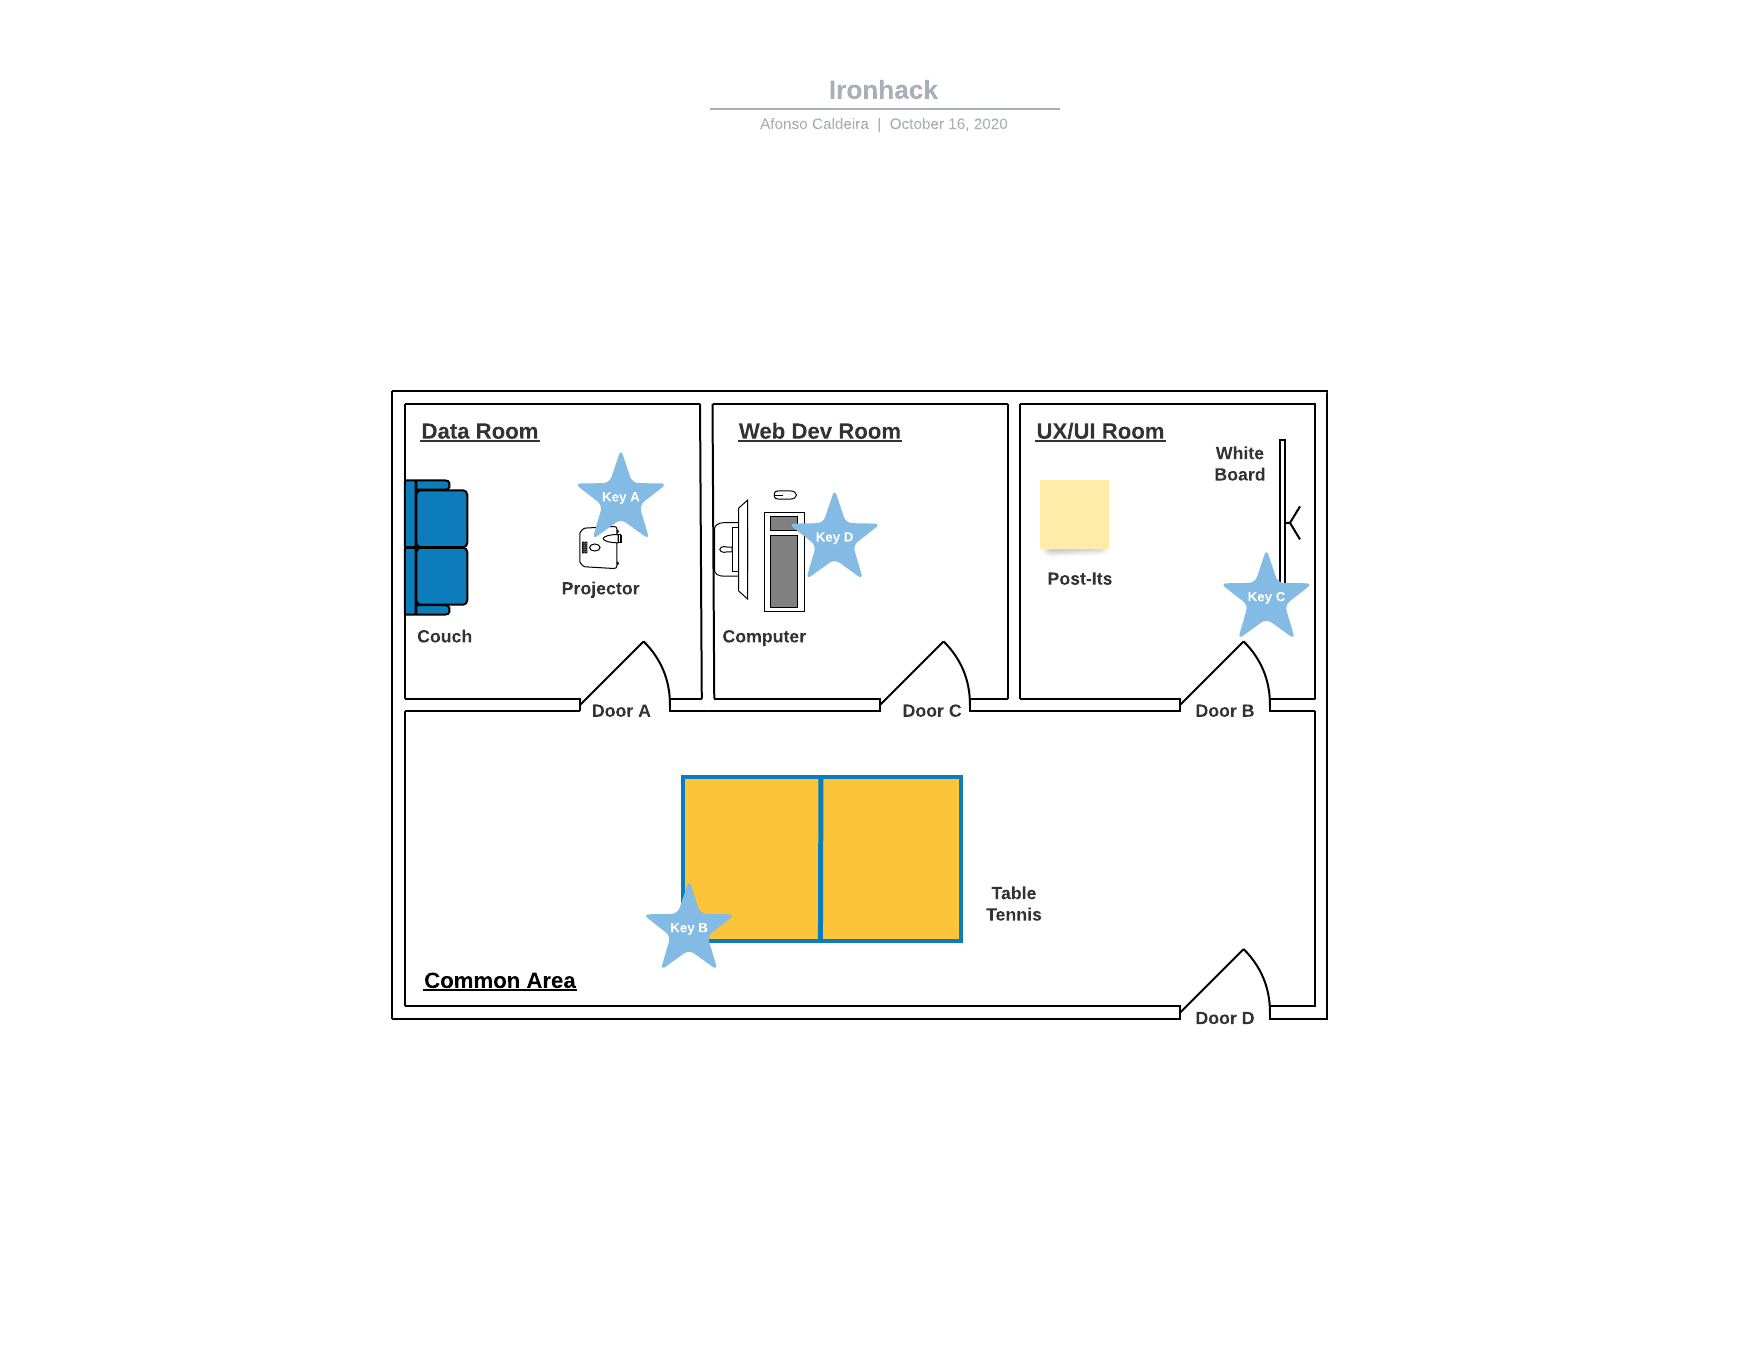 Ironhack
Afonso Caldeira | October 16, 2020
Data Room
Web Dev Room
UX/UI Room
White
Board
Key A
Key D
Post-Its
Projector
Key C
Couch
Computer
Door A
Door C
Door B
Table
Tennis
Key B
Common Area
Door D